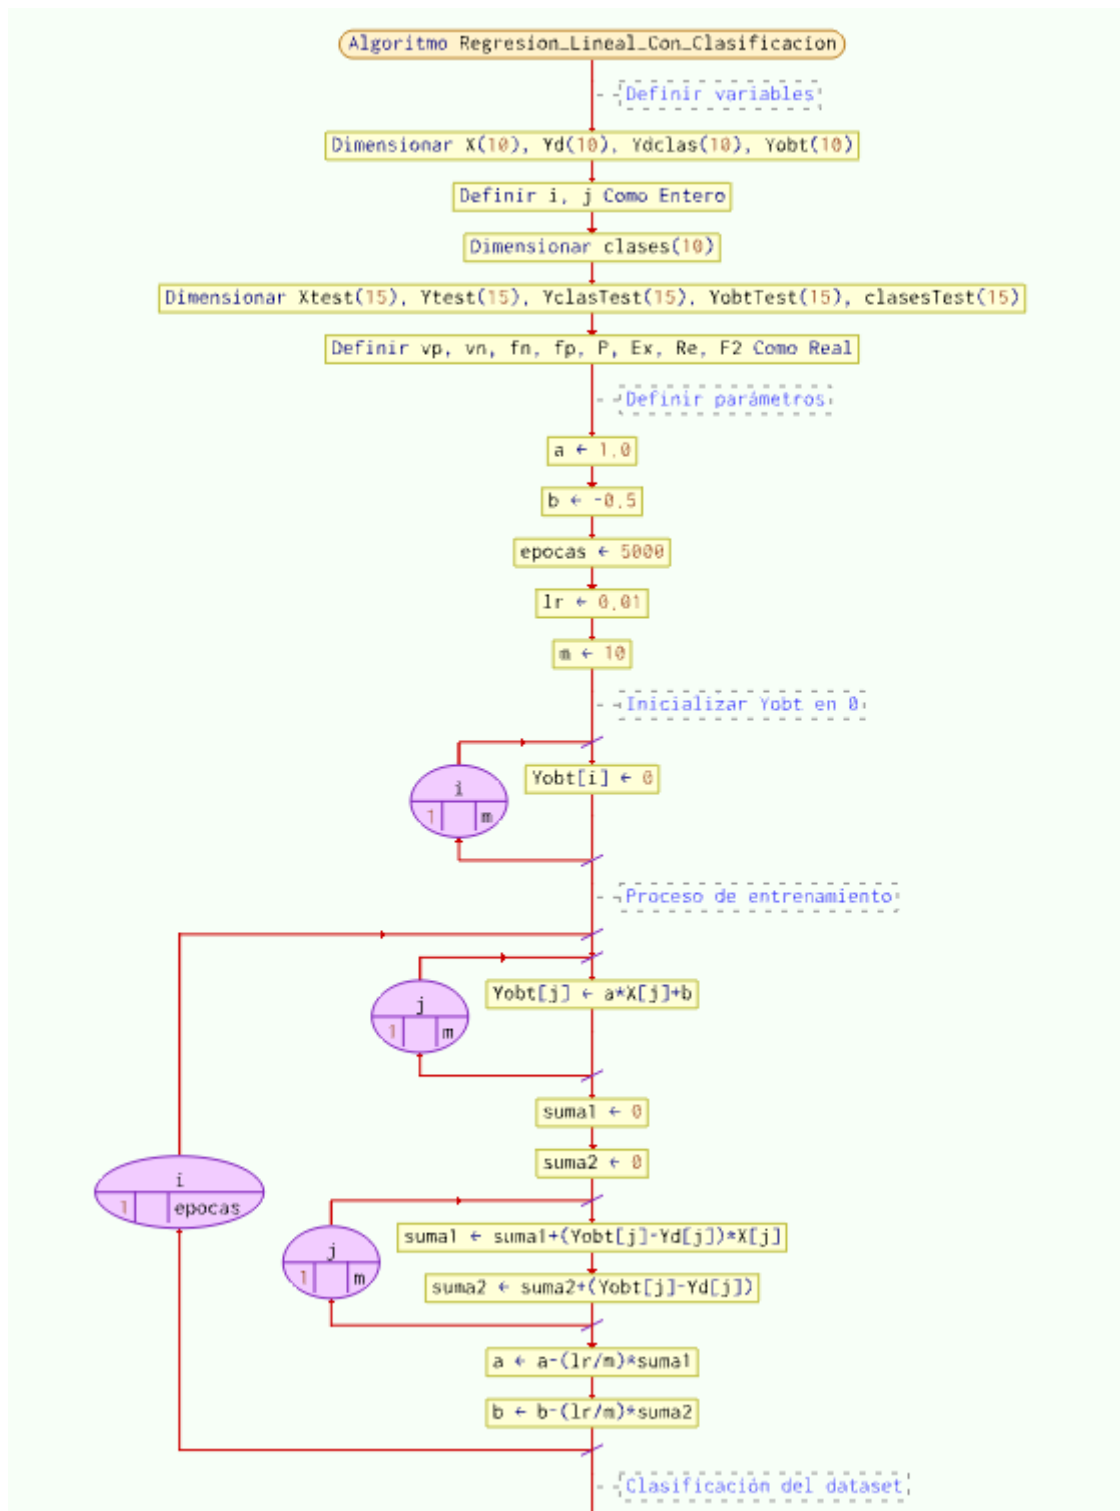 Algoritmo Regresion_Lineal_Con_Clasificacion
Definir variables
Dimensionar X(10), Yd(10), Ydclas(10), Yobt(10)
Definir i, j Como Entero
Dimensionar clases(10)
Dimensionar Xtest(15), Ytest(15), YclasTest(15), YobtTest(15), clasesTest(15)
Definir vp, vn, fn, fp, P, Ex, Re, F2 Como Real
Definir parámetros
a ← 1.0
b ← -0.5
epocas ← 5000
lr ← 0.01
m ← 10
Inicializar Yobt en 0
Yobt[i] ← 0
i
1 m
Proceso de entrenamiento
Yobt[j] ← a*X[j]+b
j
1 m
suma1 ← 0
suma2 ← 0
i
1 epocas
suma1 ← suma1+(Yobt[j]-Yd[j])*X[j]
j
1 m
suma2 ← suma2+(Yobt[j]-Yd[j])
a ← a-(lr/m)*suma1
b ← b-(lr/m)*suma2
Clasificación del dataset